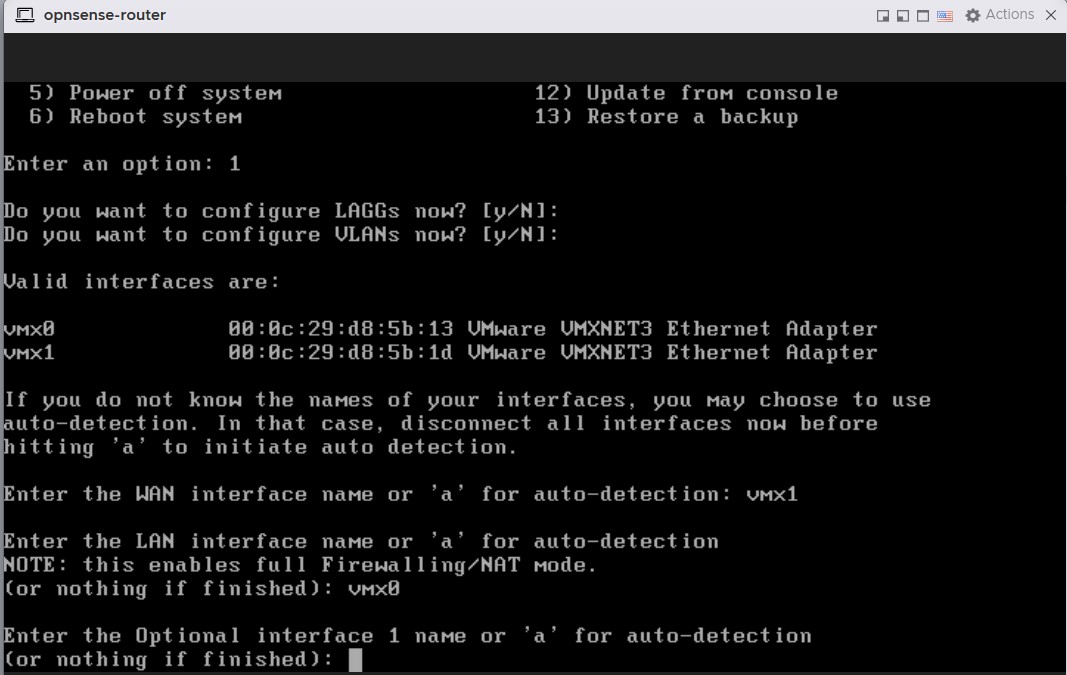 opnsense-router
Actions
5) Power off system 12) Update from console
6) Reboot system 13) Restore a backup
Enter an option: 1
Do you want to configure LAGGs now? [y/N]:
Do you want to configure VLANs now? [y/N]:
Valid interfaces are:
vmx0 00:0c:29:d8:5b:13 VMware VMXNET3 Ethernet Adapter
vmx1 00:0c:29:d8:5b:1d VMware VMXNET3 Ethernet Adapter
If you do not know the names of your interfaces, you may choose to use
auto-detection. In that case, disconnect all interfaces now before
hitting 'a' to initiate auto detection.
Enter the WAN interface name or 'a' for auto-detection: vmx1
Enter the LAN interface name or 'a' for auto-detection
NOTE: this enables full Firewalling/NAT mode.
(or nothing if finished): vmx0
Enter the Optional interface 1 name or 'a' for auto-detection
(or nothing if finished):